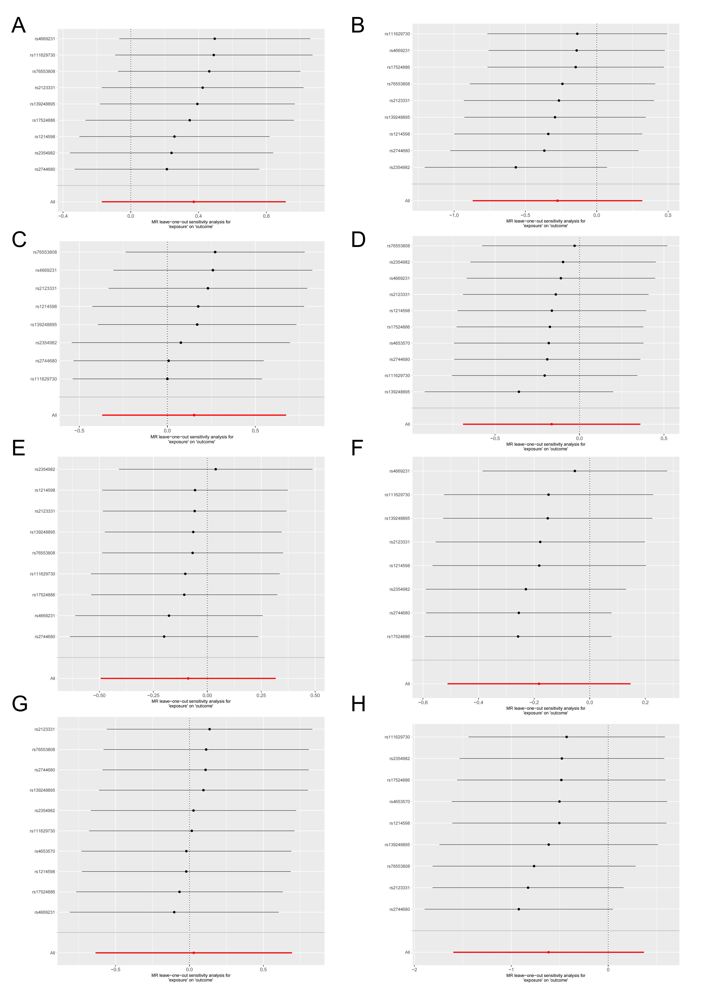 A
rs4669231
rs111629730
rs76553808
rs2123331
rs139248895
rs17524886
rs1214598
rs2354982
rs2744680
All
−0.4 0.0 0.4 0.8
MR leave−one−out sensitivity analysis for
'exposure' on 'outcome'
B
rs111629730
rs4669231
rs17524886
rs76553808
rs2123331
rs139248895
rs1214598
rs2744680
rs2354982
All
−1.0 −0.5 0.0 0.5
MR leave−one−out sensitivity analysis for
'exposure' on 'outcome'
C
rs76553808
rs4669231
rs2123331
rs1214598
rs139248895
rs2354982
rs2744680
rs111629730
All
−0.5 0.0 0.5
MR leave−one−out sensitivity analysis for
'exposure' on 'outcome'
D
rs76553808
rs2354982
rs4669231
rs2123331
rs1214598
rs17524886
rs4653570
rs2744680
rs111629730
rs139248895
All
−0.5 0.0 0.5
MR leave−one−out sensitivity analysis for
'exposure' on 'outcome'
E
rs2354982
rs1214598
rs2123331
rs139248895
rs76553808
rs111629730
rs17524886
rs4669231
rs2744680
All
−0.50 −0.25 0.00 0.25 0.50
MR leave−one−out sensitivity analysis for
'exposure' on 'outcome'
F
rs4669231
rs111629730
rs139248895
rs2123331
rs1214598
rs2354982
rs2744680
rs17524886
All
−0.6 −0.4 −0.2 0.0 0.2
MR leave−one−out sensitivity analysis for
'exposure' on 'outcome'
G
rs2123331
rs76553808
rs2744680
rs139248895
rs2354982
rs111629730
rs4653570
rs1214598
rs17524886
rs4669231
All
−0.5 0.0 0.5
MR leave−one−out sensitivity analysis for
'exposure' on 'outcome'
H
rs111629730
rs2354982
rs17524886
rs4653570
rs1214598
rs139248895
rs76553808
rs2123331
rs2744680
All
−2 −1 0
MR leave−one−out sensitivity analysis for
'exposure' on 'outcome'